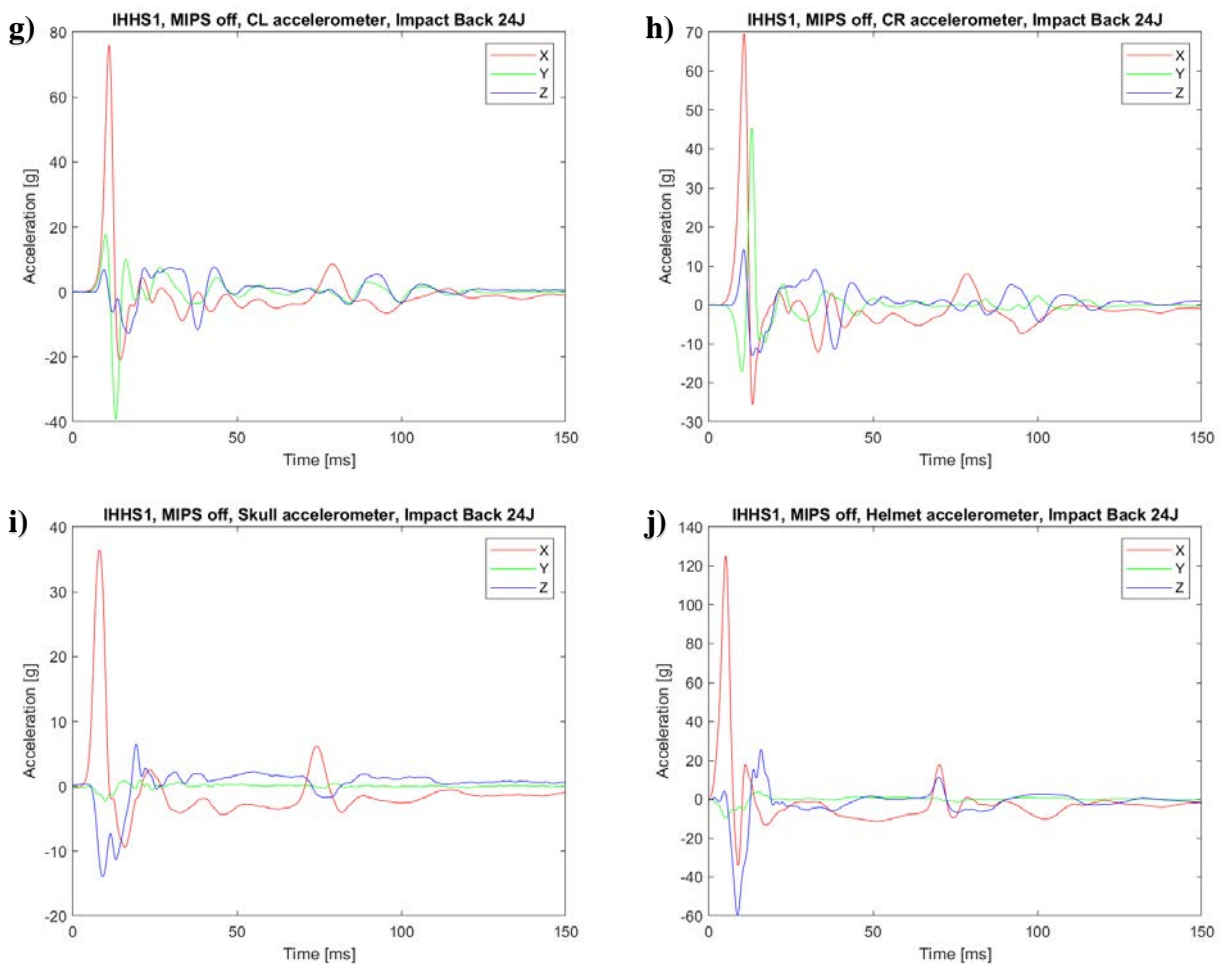 g)
IHHS1, MIPS off, CL accelerometer, Impact Back 24J
80
60
40
20
0
-20
-40
Acceleration [g]
X
Y
Z
0 50 100 150
Time [ms]
h)
IHHS1, MIPS off, CR accelerometer, Impact Back 24J
70
60
50
40
30
20
10
0
-10
-20
-30
Acceleration [g]
X
Y
Z
0 50 100 150
Time [ms]
i)
IHHS1, MIPS off, Skull accelerometer, Impact Back 24J
40
30
20
10
0
-10
-20
Acceleration [g]
X
Y
Z
0 50 100 150
Time [ms]
j)
IHHS1, MIPS off, Helmet accelerometer, Impact Back 24J
140
120
100
80
60
40
20
0
-20
-40
-60
Acceleration [g]
X
Y
Z
0 50 100 150
Time [ms]